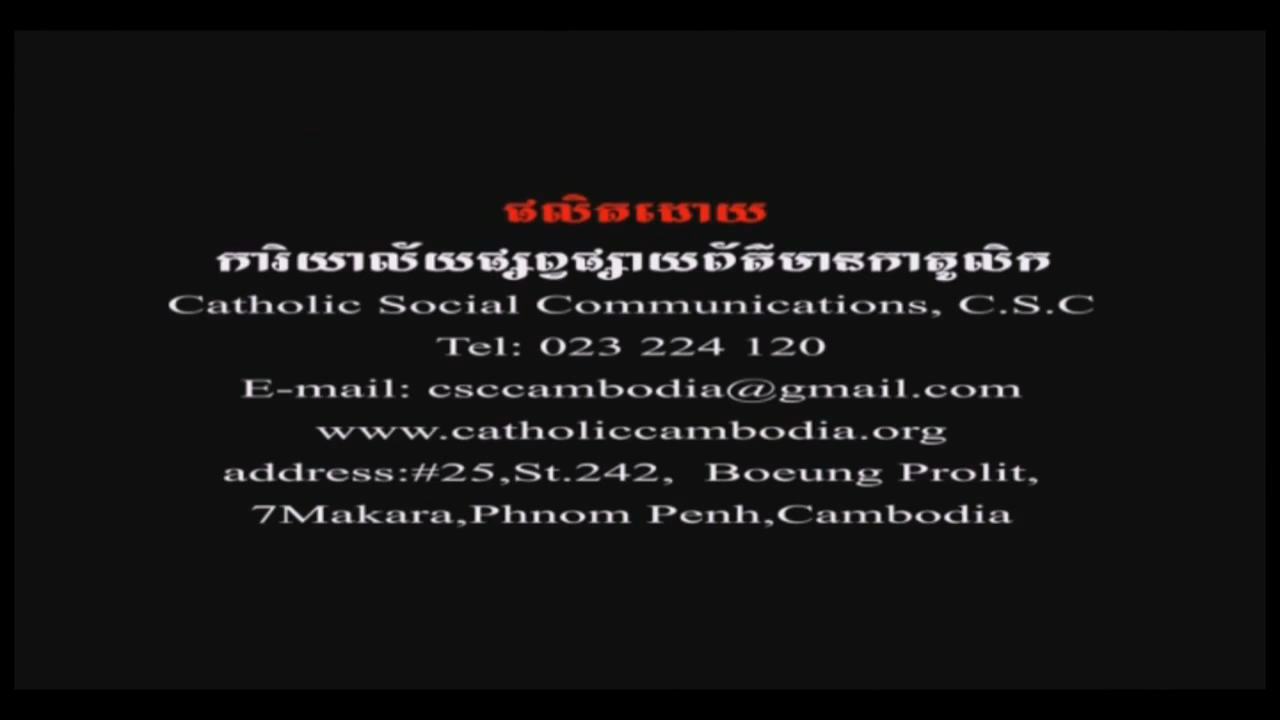 ផលិតដោយ
ការិយាល័យផ្សព្វផ្សាយព័ត៌មានកាតូលិក
Catholic Social Communications, C.S.C
Tel: 023 224 120
E-mail: csccambodia@gmail.com
www.catholiccambodia.org
address:#25,St.242,  Boeung Prolit,
7Makara,Phnom Penh,Cambodia